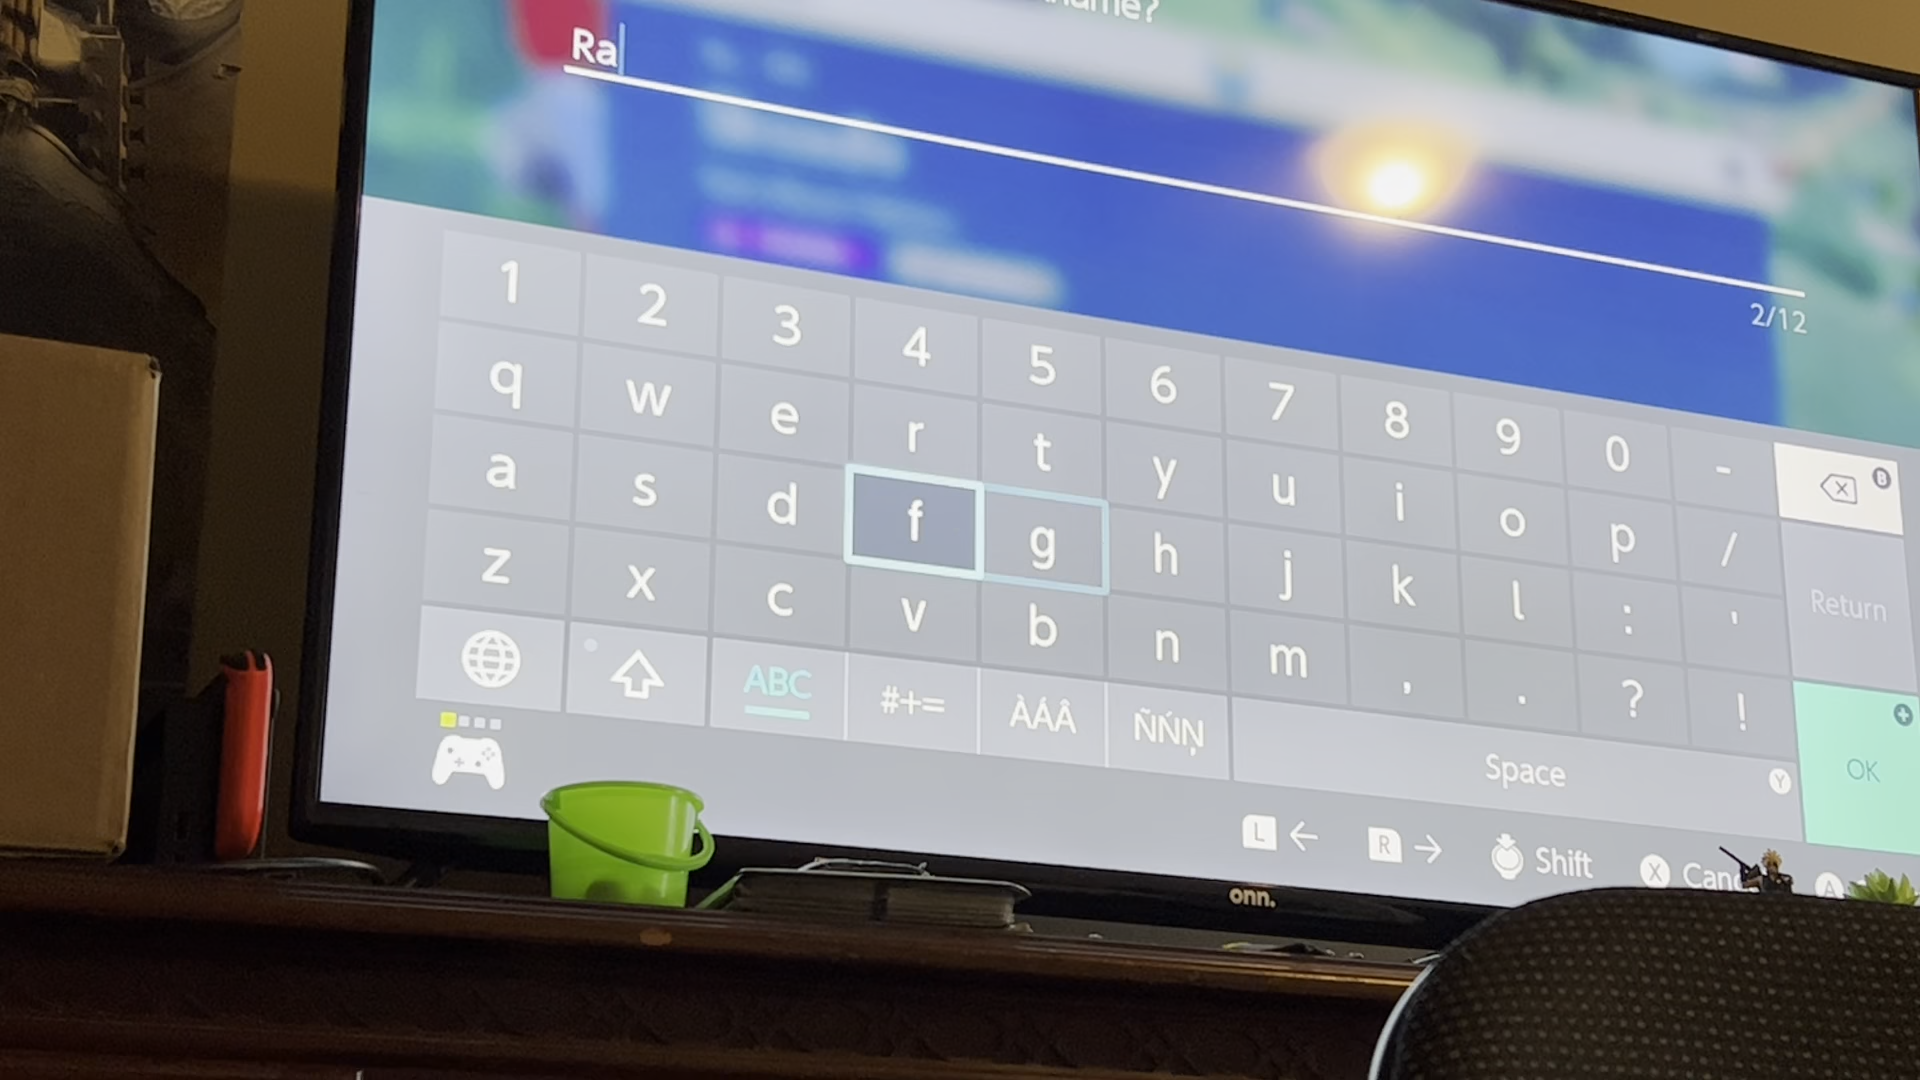 Ra
2/12
1 2 3 4 5 6 7 8 9 0 -
B
q w e r t y u i o p /
Return
a s d f g h j k l : '
z x c v b n m , . ? !
+
OK
ABC #+= ÀÁÂ ÑŃŅ Space Y
L ← R → Shift X A
onn.